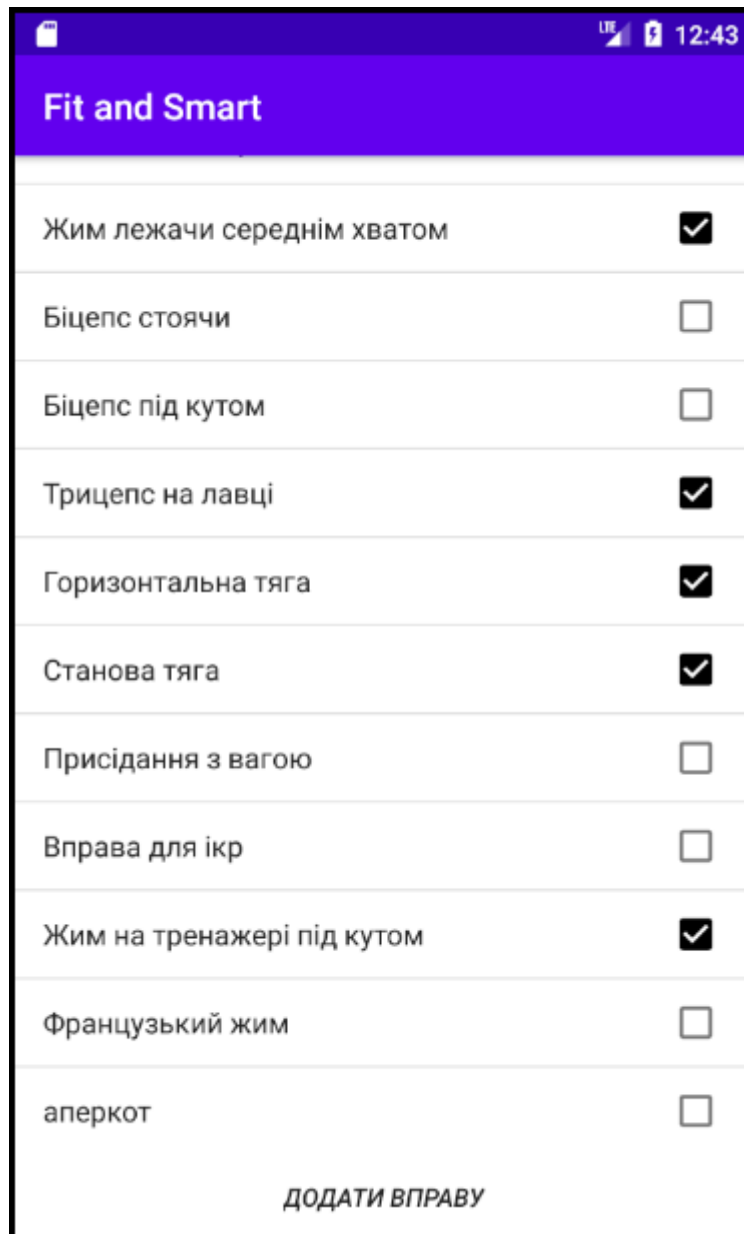 LTE 12:43
Fit and Smart
Жим лежачи середнім хватом
Біцепс стоячи
Біцепс під кутом
Трицепс на лавці
Горизонтальна тяга
Станова тяга
Присідання з вагою
Вправа для ікр
Жим на тренажері під кутом
Французький жим
аперкот
ДОДАТИ ВПРАВУ